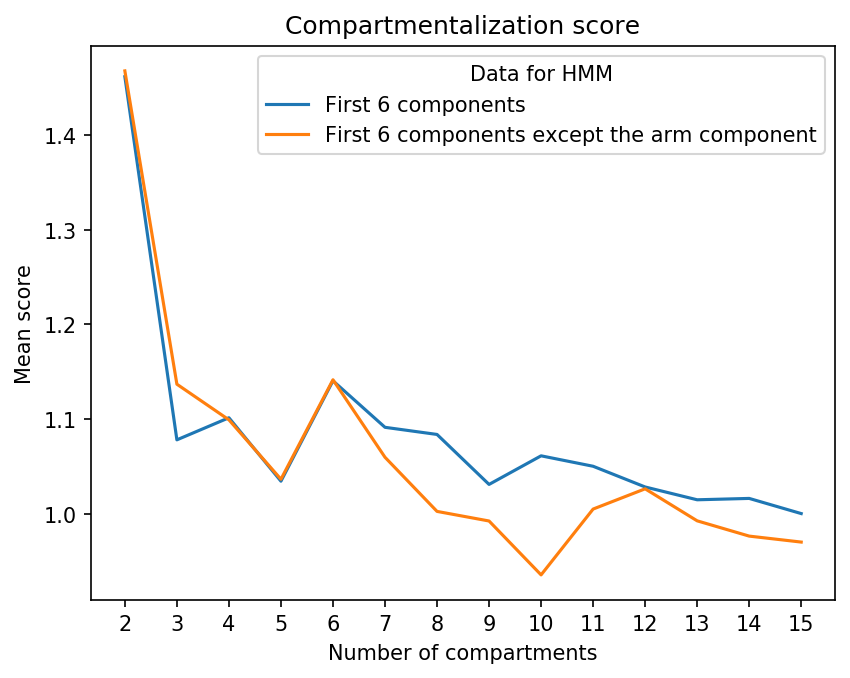 Compartmentalization score
Data for HMM
First 6 components
First 6 components except the arm component
Mean score
1.4
1.3
1.2
1.1
1.0
2 3 4 5 6 7 8 9 10 11 12 13 14 15
Number of compartments